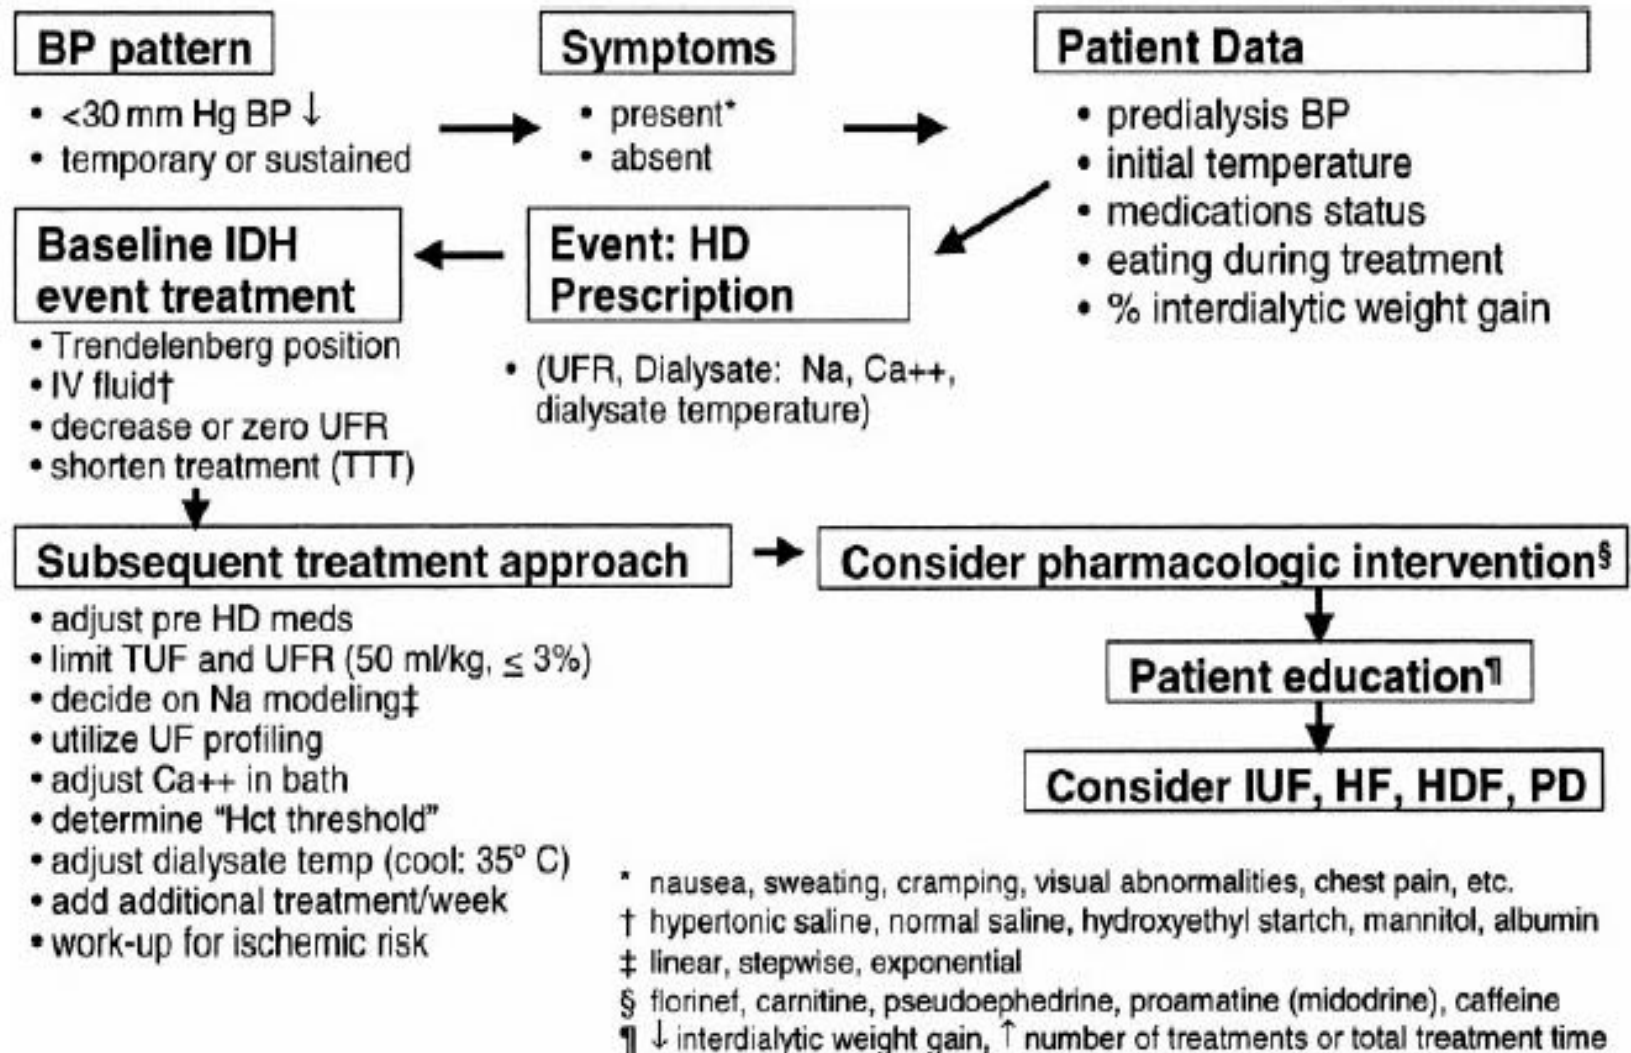 BP pattern
• <30 mm Hg BP ↓
• temporary or sustained
Symptoms
• present*
• absent
Patient Data
• predialysis BP
• initial temperature
• medications status
• eating during treatment
• % interdialytic weight gain
Event: HD
Prescription
• (UFR, Dialysate: Na, Ca++,
dialysate temperature)
Baseline IDH
event treatment
• Trendelenberg position
• IV fluid†
• decrease or zero UFR
• shorten treatment (TTT)
Subsequent treatment approach
• adjust pre HD meds
• limit TUF and UFR (50 ml/kg, ≤ 3%)
• decide on Na modeling‡
• utilize UF profiling
• adjust Ca++ in bath
• determine “Hct threshold”
• adjust dialysate temp (cool: 35º C)
• add additional treatment/week
• work-up for ischemic risk
Consider pharmacologic intervention§
Patient education¶
Consider IUF, HF, HDF, PD
* nausea, sweating, cramping, visual abnormalities, chest pain, etc.
† hypertonic saline, normal saline, hydroxyethyl startch, mannitol, albumin
‡ linear, stepwise, exponential
§ florinef, carnitine, pseudoephedrine, proamatine (midodrine), caffeine
¶ ↓ interdialytic weight gain, ↑ number of treatments or total treatment time